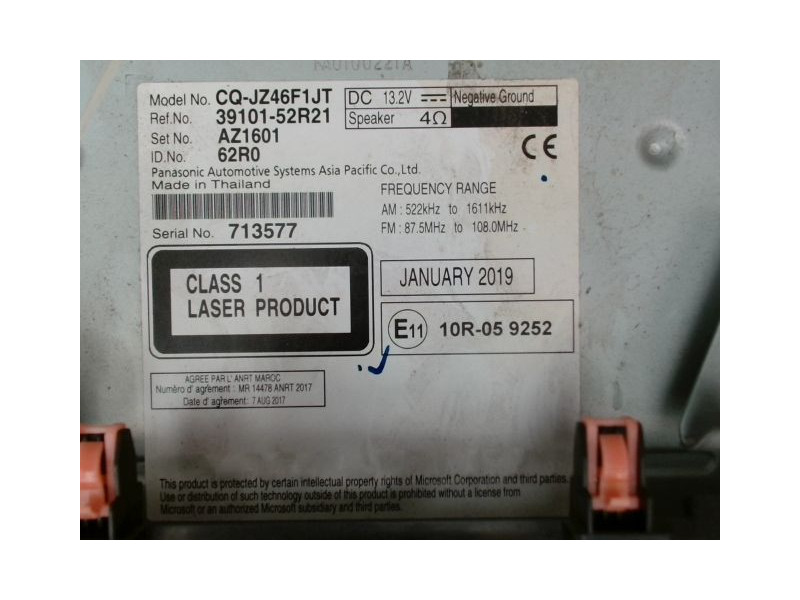 Model No. CQ-JZ46F1JT
Ref.No. 39101-52R21
Set No. AZ1601
ID.No. 62R0
DC 13.2V Negative Ground
Speaker 4Ω
CE
Panasonic Automotive Systems Asia Pacific Co.,Ltd.
Made in Thailand
Serial No. 713577
FREQUENCY RANGE
AM : 522kHz to 1611kHz
FM : 87.5MHz to 108.0MHz
CLASS 1
LASER PRODUCT
JANUARY 2019
E11 10R-05 9252
AGREE PAR L' ANRT MAROC
Numéro d' agrément : MR 14478 ANRT 2017
Date d'agrément : 7 AUG 2017
This product is protected by certain intellectual property rights of Microsoft Corporation and third parties.
Use or distribution of such technology outside of this product is prohibited without a license from
Microsoft or an authorized Microsoft subsidiary and third parties.